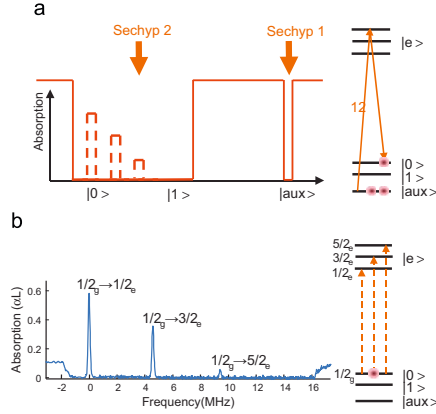 a
Sechyp 2
Sechyp 1
Absorption
|0 >
|1 >
|aux>
|e >
12
|0 >
|1 >
|aux>
b
1/2g→1/2e
1/2g→3/2e
1/2g→5/2e
Absorption (αL)
0.6
0.4
0.2
0
-2 0 2 4 6 8 10 12 14 16
Frequency(MHz)
5/2e
3/2e
1/2e
|e >
1/2g
|0 >
|1 >
|aux>